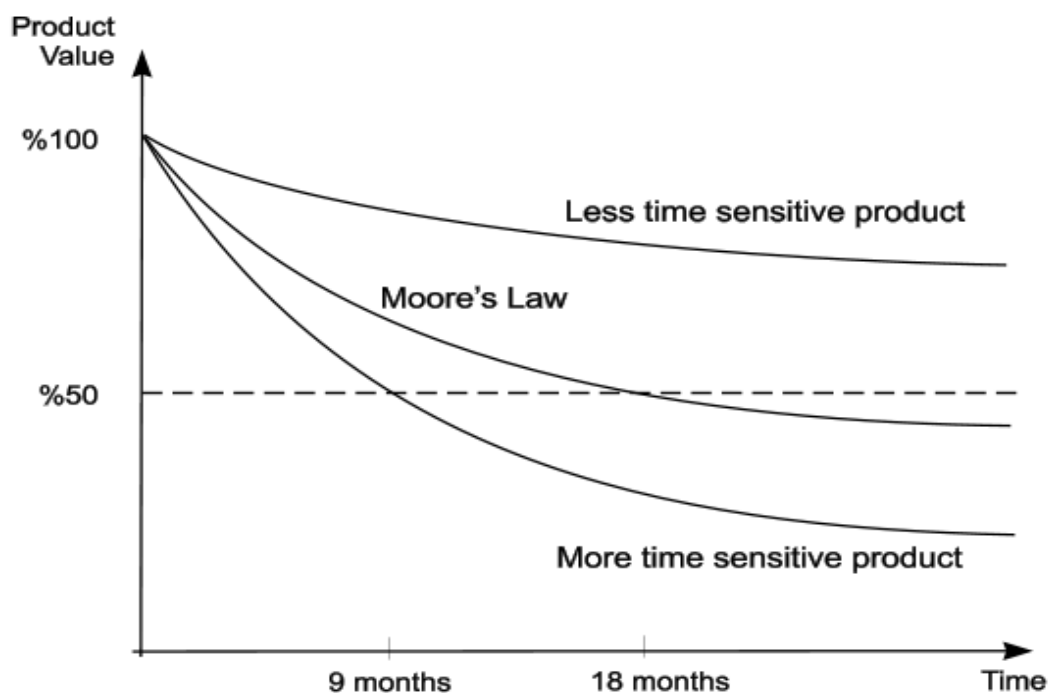 Product
Value
%100
Less time sensitive product
Moore's Law
%50
More time sensitive product
9 months
18 months
Time